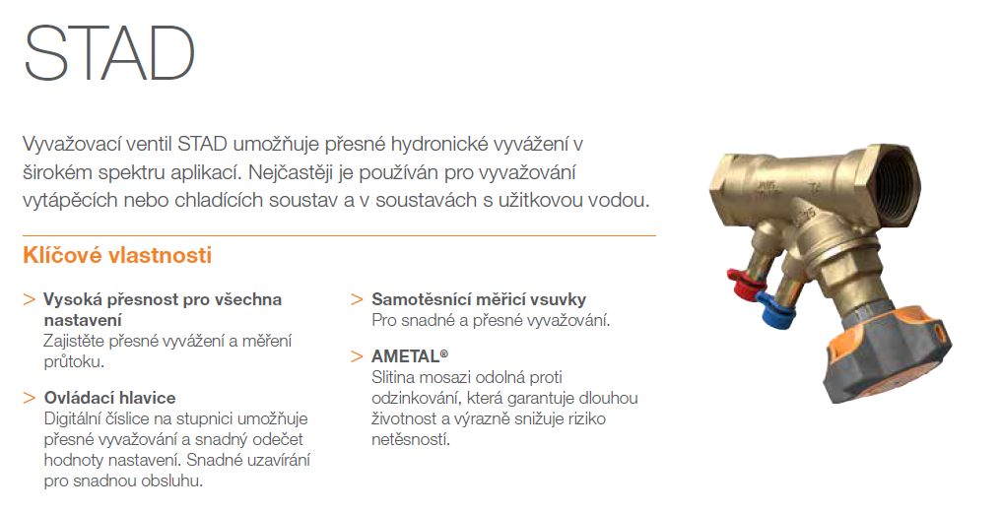 STAD
Vyvažovací ventil STAD umožňuje přesné hydronické vyvážení v
širokém spektru aplikací. Nejčastěji je používán pro vyvažování
vytápěcích nebo chladících soustav a v soustavách s užitkovou vodou.
Klíčové vlastnosti
> Vysoká přesnost pro všechna
nastavení
Zajistěte přesné vyvážení a měření
průtoku.
> Ovládací hlavice
Digitální číslice na stupnici umožňuje
přesné vyvažování a snadný odečet
hodnoty nastavení. Snadné uzavírání
pro snadnou obsluhu.
> Samotěsnící měřicí vsuvky
Pro snadné a přesné vyvažování.
> AMETAL®
Slitina mosazi odolná proti
odzinkování, která garantuje dlouhou
životnost a výrazně snižuje riziko
netěsností.